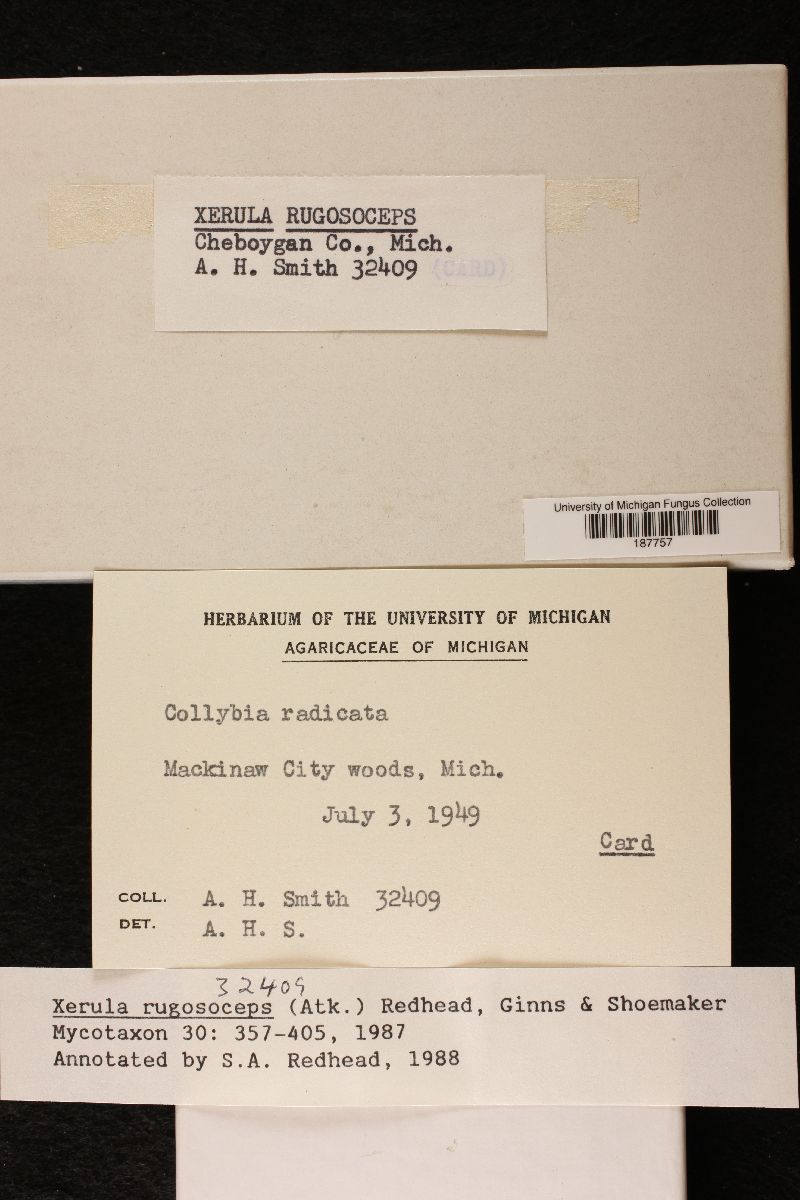 XERULA RUGOSOCEPS
Cheboygan Co., Mich.
A. H. Smith 32409 (CARD)
University of Michigan Fungus Collection
187757
HERBARIUM OF THE UNIVERSITY OF MICHIGAN
AGARICACEAE OF MICHIGAN
Collybia radicata
Mackinaw City woods, Mich.
July 3, 1949
Card
COLL. A. H. Smith 32409
DET. A. H. S.
32409
Xerula rugosoceps (Atk.) Redhead, Ginns & Shoemaker
Mycotaxon 30: 357-405, 1987
Annotated by S.A. Redhead, 1988